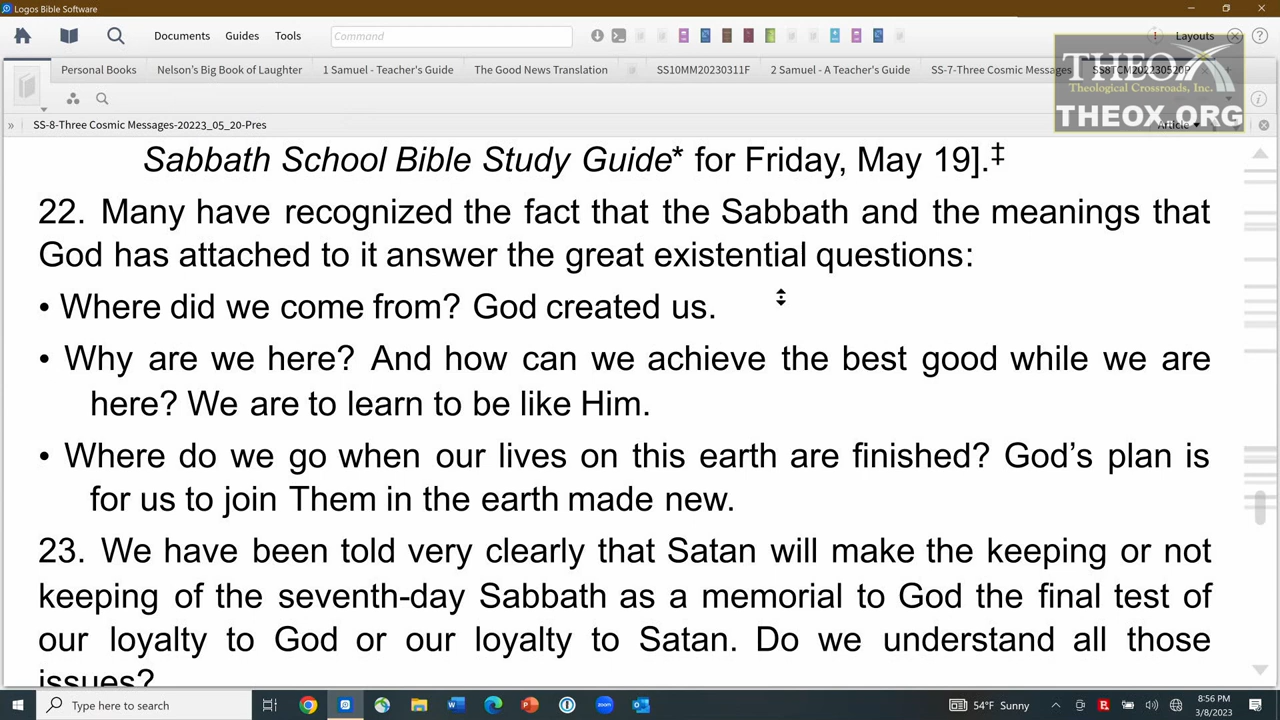 Logos Bible Software
Documents Guides Tools Command Layouts
Personal Books Nelson's Big Book of Laughter The Good News Translation SS10MM20230311F 2 Samuel - A Teacher's Guide SS-7-Three Cosmic Messages
THEOX
Theological Crossroads, Inc.
THEOX.ORG
SS-8-Three Cosmic Messages-20223_05_20-Pres Article
Sabbath School Bible Study Guide* for Friday, May 19].‡
22. Many have recognized the fact that the Sabbath and the meanings that
God has attached to it answer the great existential questions:
• Where did we come from? God created us.
• Why are we here? And how can we achieve the best good while we are
here? We are to learn to be like Him.
• Where do we go when our lives on this earth are finished? God's plan is
for us to join Them in the earth made new.
23. We have been told very clearly that Satan will make the keeping or not
keeping of the seventh-day Sabbath as a memorial to God the final test of
our loyalty to God or our loyalty to Satan. Do we understand all those
issues?
Type here to search 54°F Sunny 8:56 PM
3/8/2023